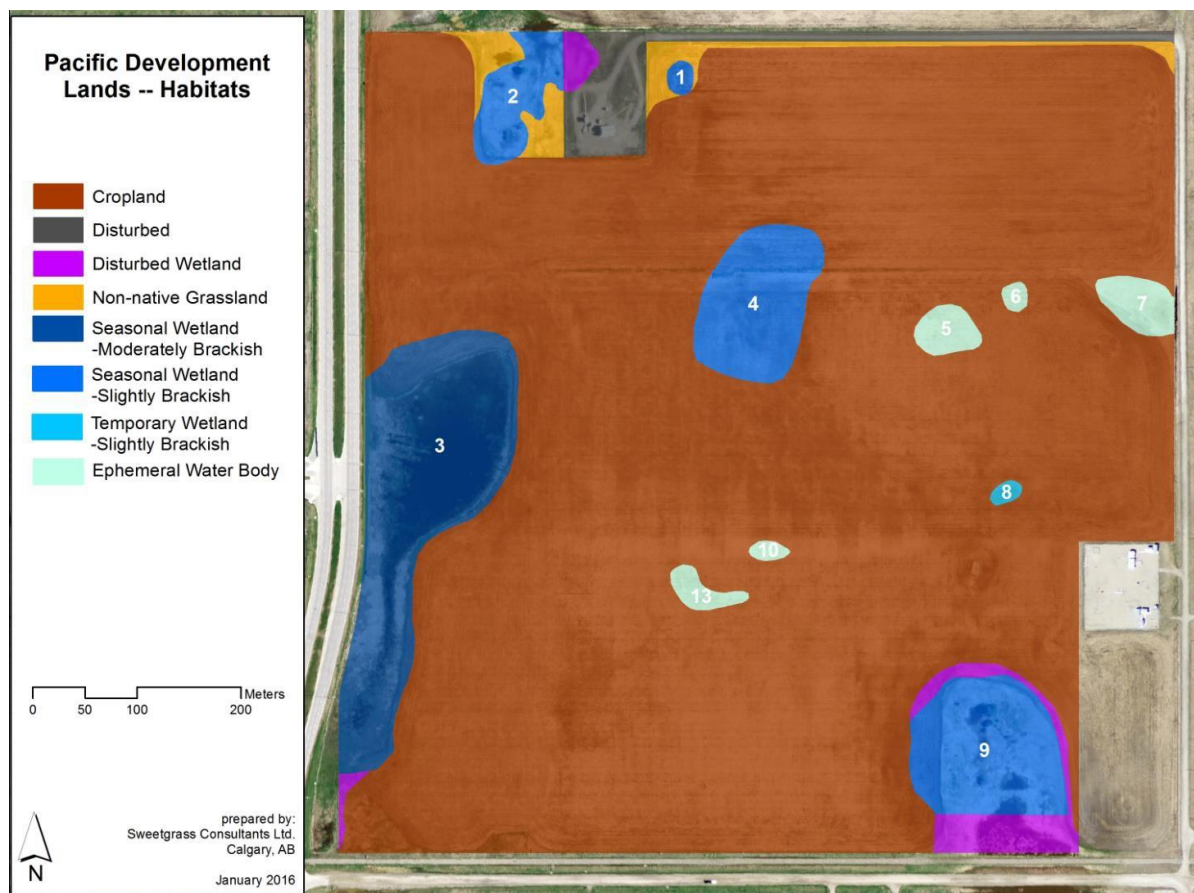 Pacific Development
Lands -- Habitats
Cropland
Disturbed
Disturbed Wetland
Non-native Grassland
Seasonal Wetland
-Moderately Brackish
Seasonal Wetland
-Slightly Brackish
Temporary Wetland
-Slightly Brackish
Ephemeral Water Body
Meters
0 50 100 200
prepared by:
Sweetgrass Consultants Ltd.
Calgary, AB
January 2016
N
1
2
3
4
5
6
7
8
10
13
9